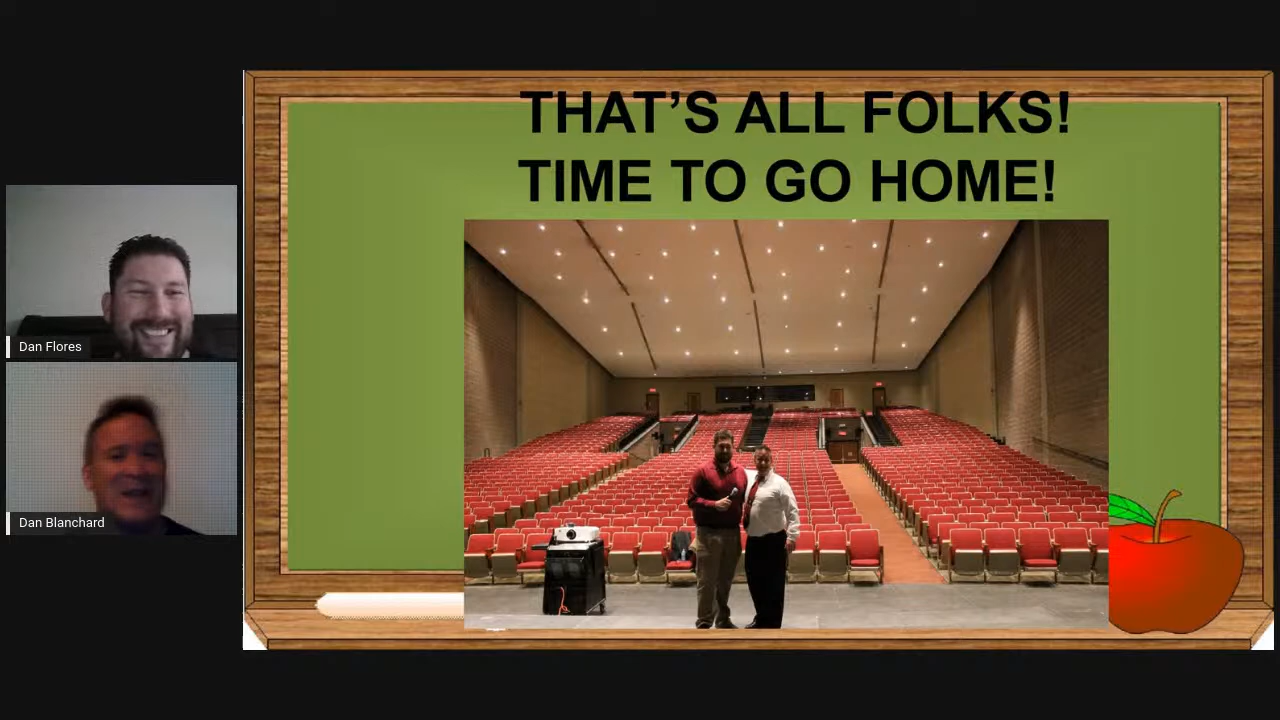 THAT’S ALL FOLKS!
TIME TO GO HOME!
Dan Flores
Dan Blanchard